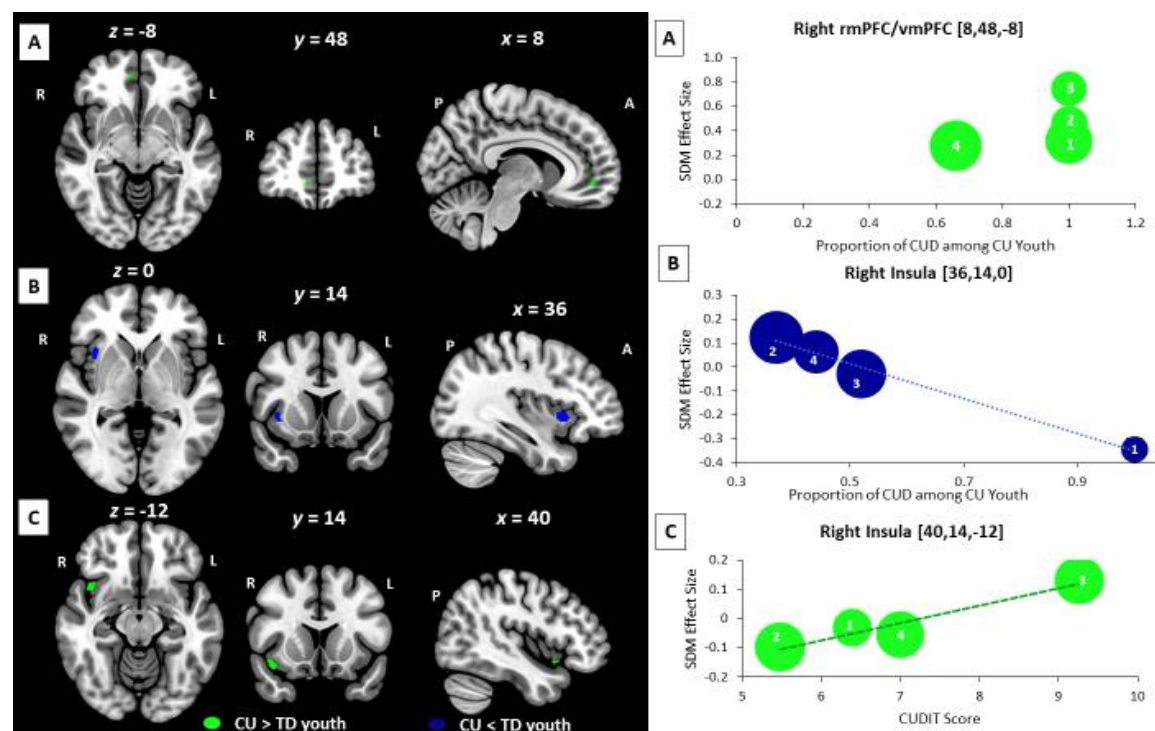 A
z = -8
y = 48
x = 8
R
L
R
L
P
A
B
z = 0
y = 14
x = 36
R
L
R
L
P
A
C
z = -12
y = 14
x = 40
R
L
R
L
P
CU > TD youth
CU < TD youth
A
Right rmPFC/vmPFC [8,48,-8]
SDM Effect Size
1.0
0.8
0.6
0.4
0.2
0.0
-0.2
3
2
1
4
0
0.2
0.4
0.6
0.8
1
1.2
Proportion of CUD among CU Youth
B
Right Insula [36,14,0]
SDM Effect Size
0.3
0.2
0.1
0.0
-0.1
-0.2
-0.3
-0.4
2
4
3
1
0.3
0.5
0.7
0.9
Proportion of CUD among CU Youth
C
Right Insula [40,14,-12]
SDM Effect Size
0.2
0.1
0
-0.1
-0.2
2
1
4
3
5
6
7
8
9
10
CUDIT Score